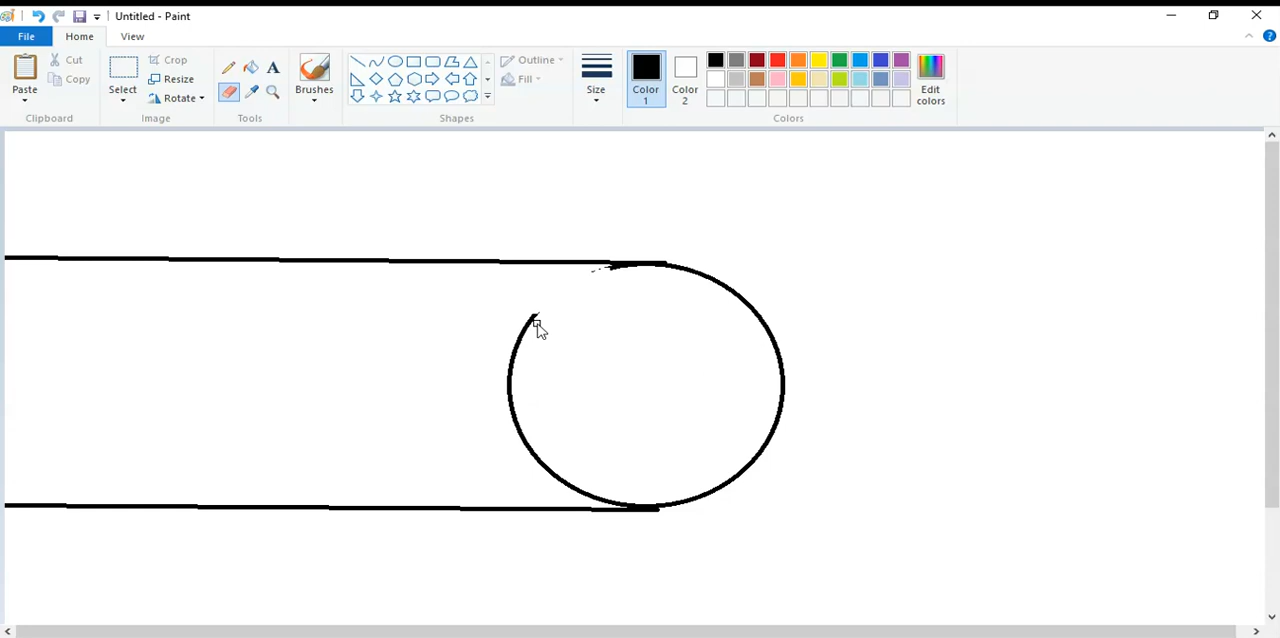 Untitled - Paint
File Home View
Paste
Cut
Copy
Clipboard
Select
Crop
Resize
Rotate
Image
Tools
Brushes
Outline
Fill
Shapes
Size
Color 1
Color 2
Edit colors
Colors